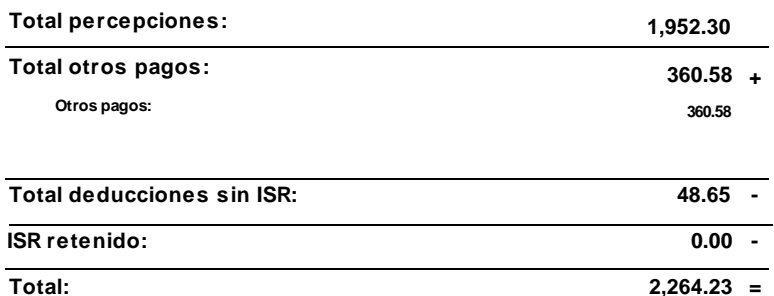 Total percepciones: 1,952.30
Total otros pagos: 360.58 +
Otros pagos: 360.58
Total deducciones sin ISR: 48.65 -
ISR retenido: 0.00 -
Total: 2,264.23 =